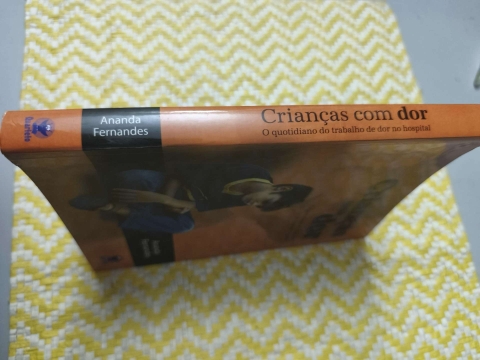 Ananda
Fernandes
Crianças com dor
O quotidiano do trabalho de dor no hospital